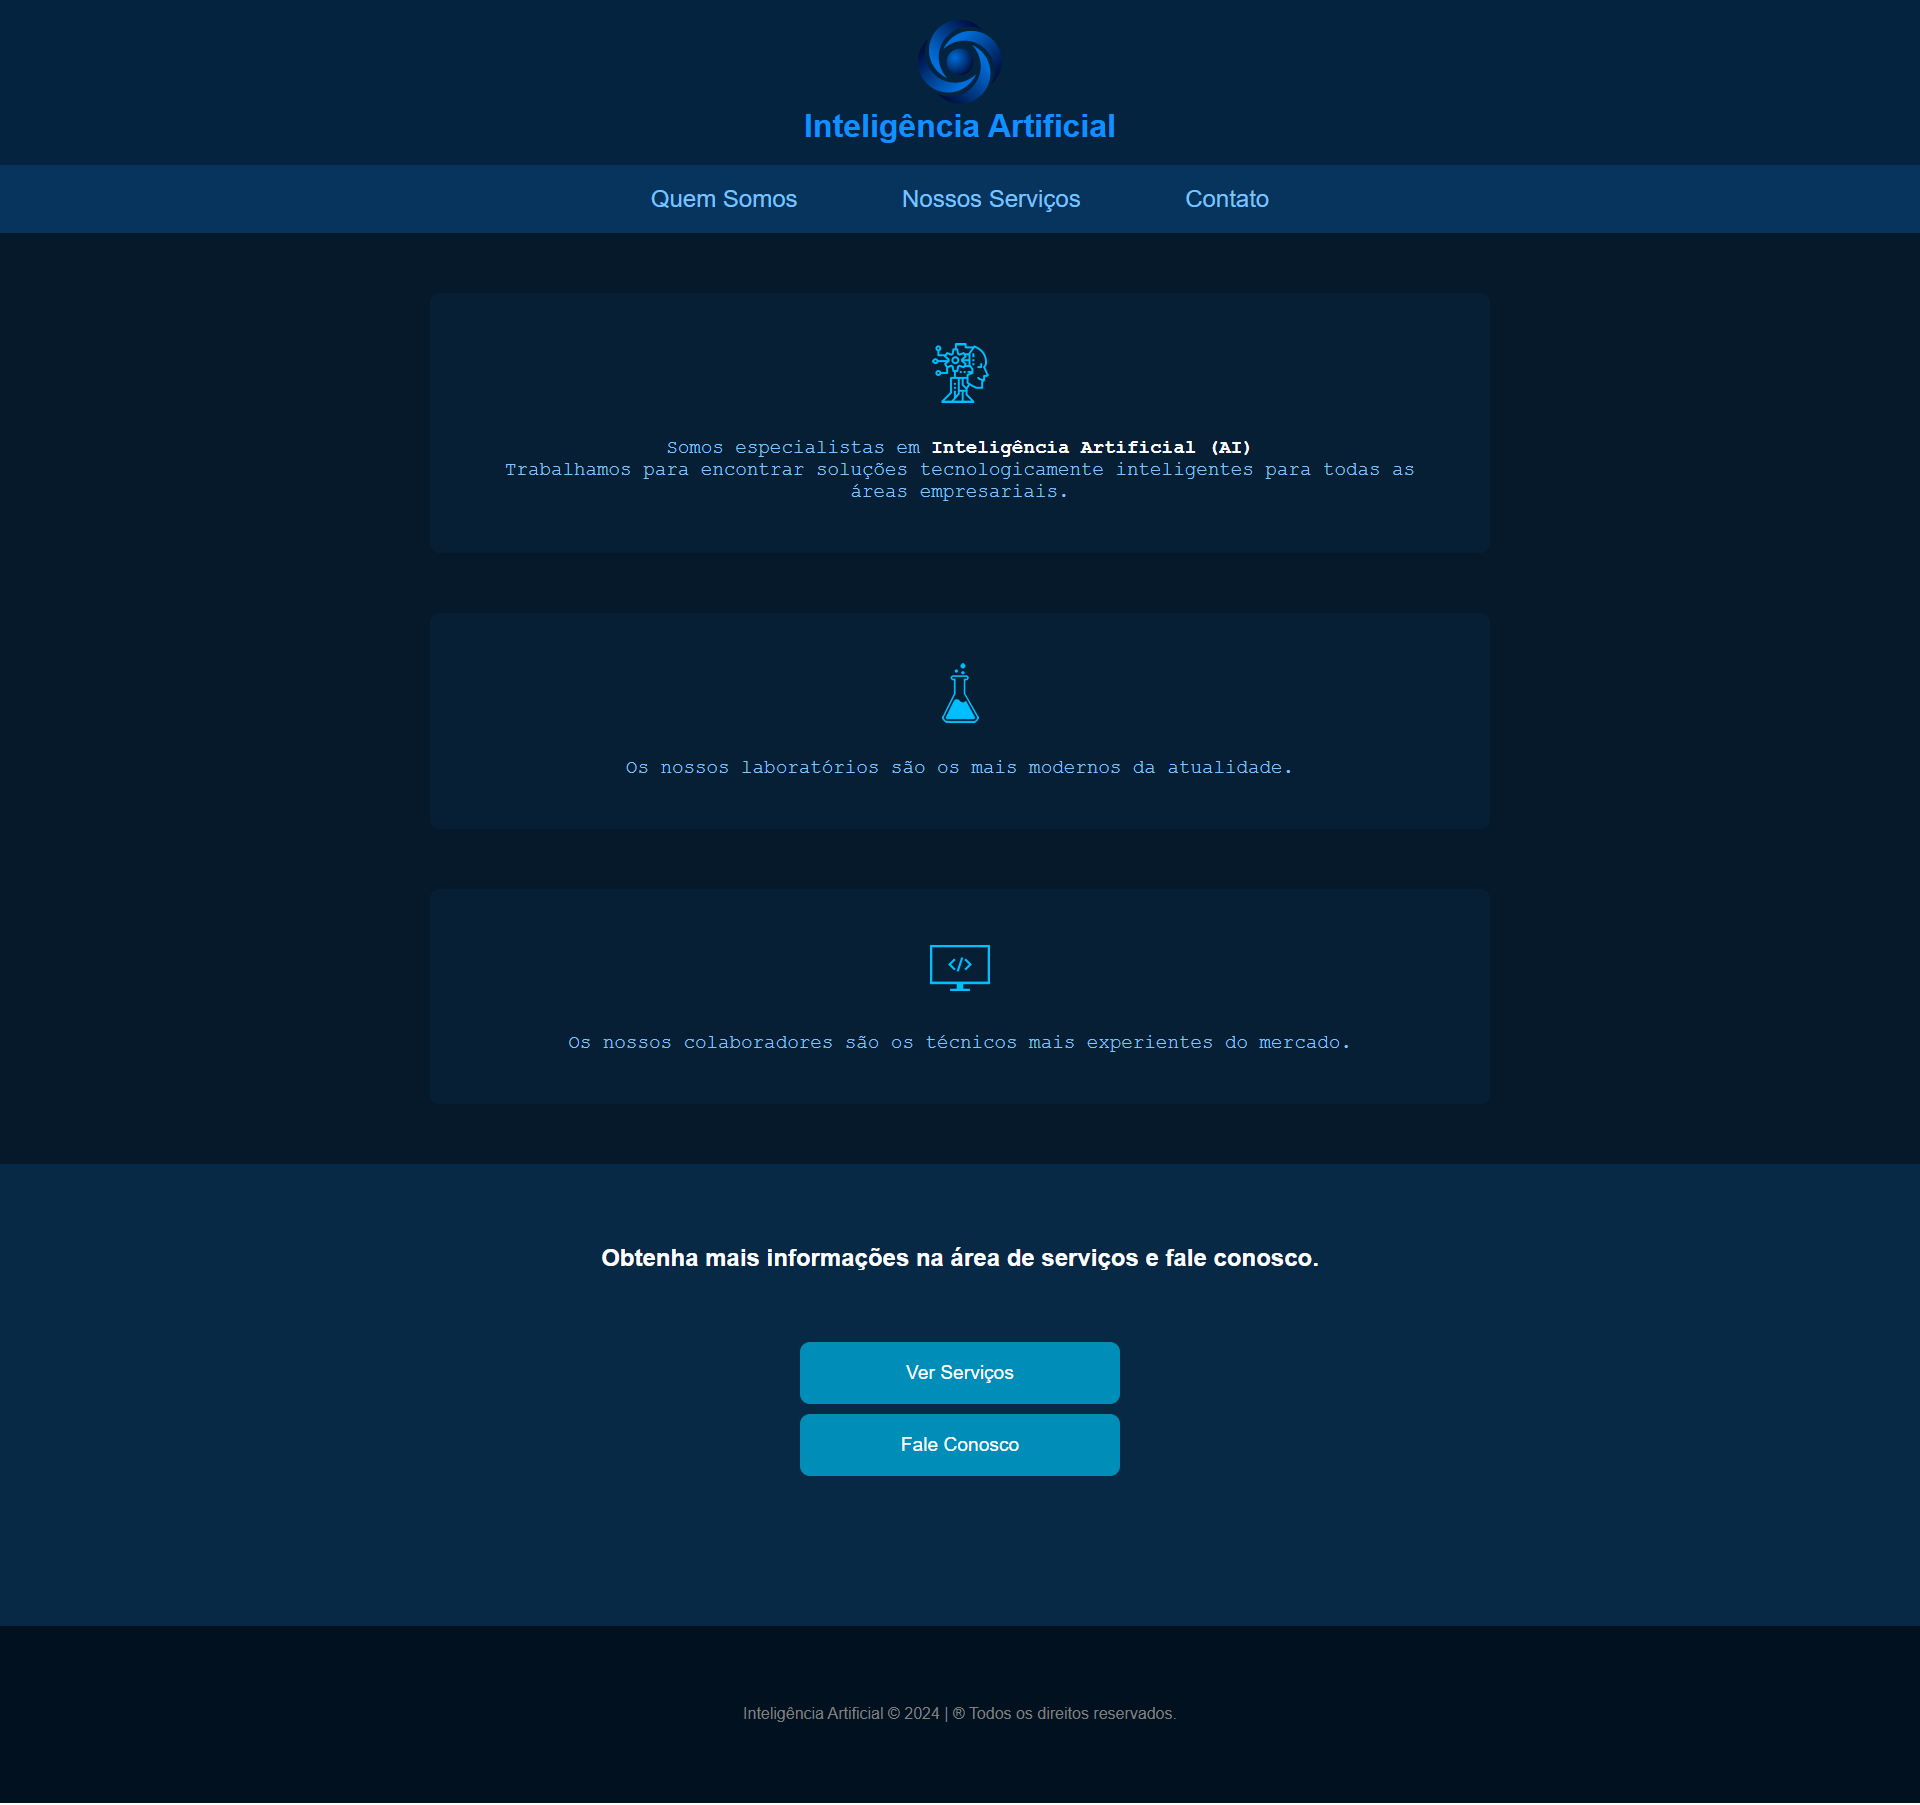 Inteligência Artificial
Quem Somos Nossos Serviços Contato
Somos especialistas em Inteligência Artificial (AI)
Trabalhamos para encontrar soluções tecnologicamente inteligentes para todas as
áreas empresariais.
Os nossos laboratórios são os mais modernos da atualidade.
Os nossos colaboradores são os técnicos mais experientes do mercado.
Obtenha mais informações na área de serviços e fale conosco.
Ver Serviços
Fale Conosco
Inteligência Artificial © 2024 | ® Todos os direitos reservados.